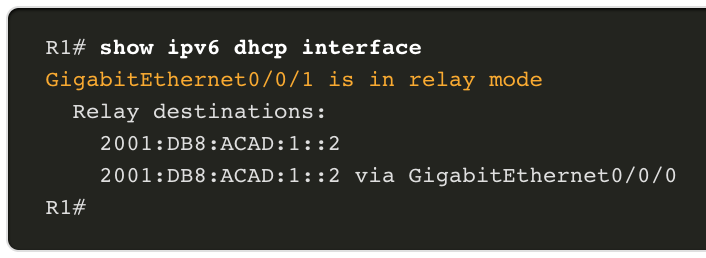 R1# show ipv6 dhcp interface
GigabitEthernet0/0/1 is in relay mode
Relay destinations:
2001:DB8:ACAD:1::2
2001:DB8:ACAD:1::2 via GigabitEthernet0/0/0
R1#